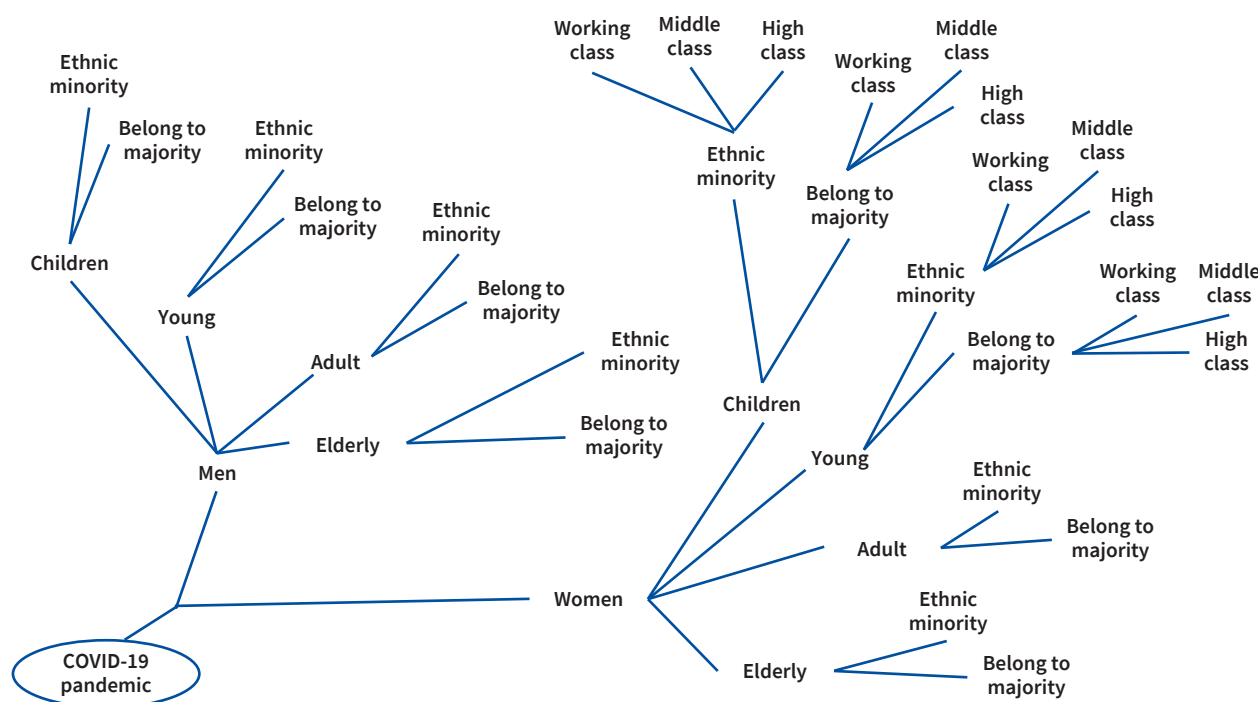 Ethnic
minority
Belong to
majority
Children
Ethnic
minority
Belong to
majority
Young
Ethnic
minority
Belong to
majority
Adult
Ethnic
minority
Belong to
majority
Elderly
Men
Working
class
Middle
class
High
class
Ethnic
minority
Working
class
Middle
class
High
class
Belong to
majority
Children
Working
class
Middle
class
High
class
Ethnic
minority
Working
class
Middle
class
High
class
Belong to
majority
Young
Ethnic
minority
Belong to
majority
Adult
Ethnic
minority
Belong to
majority
Elderly
Women
COVID-19
pandemic